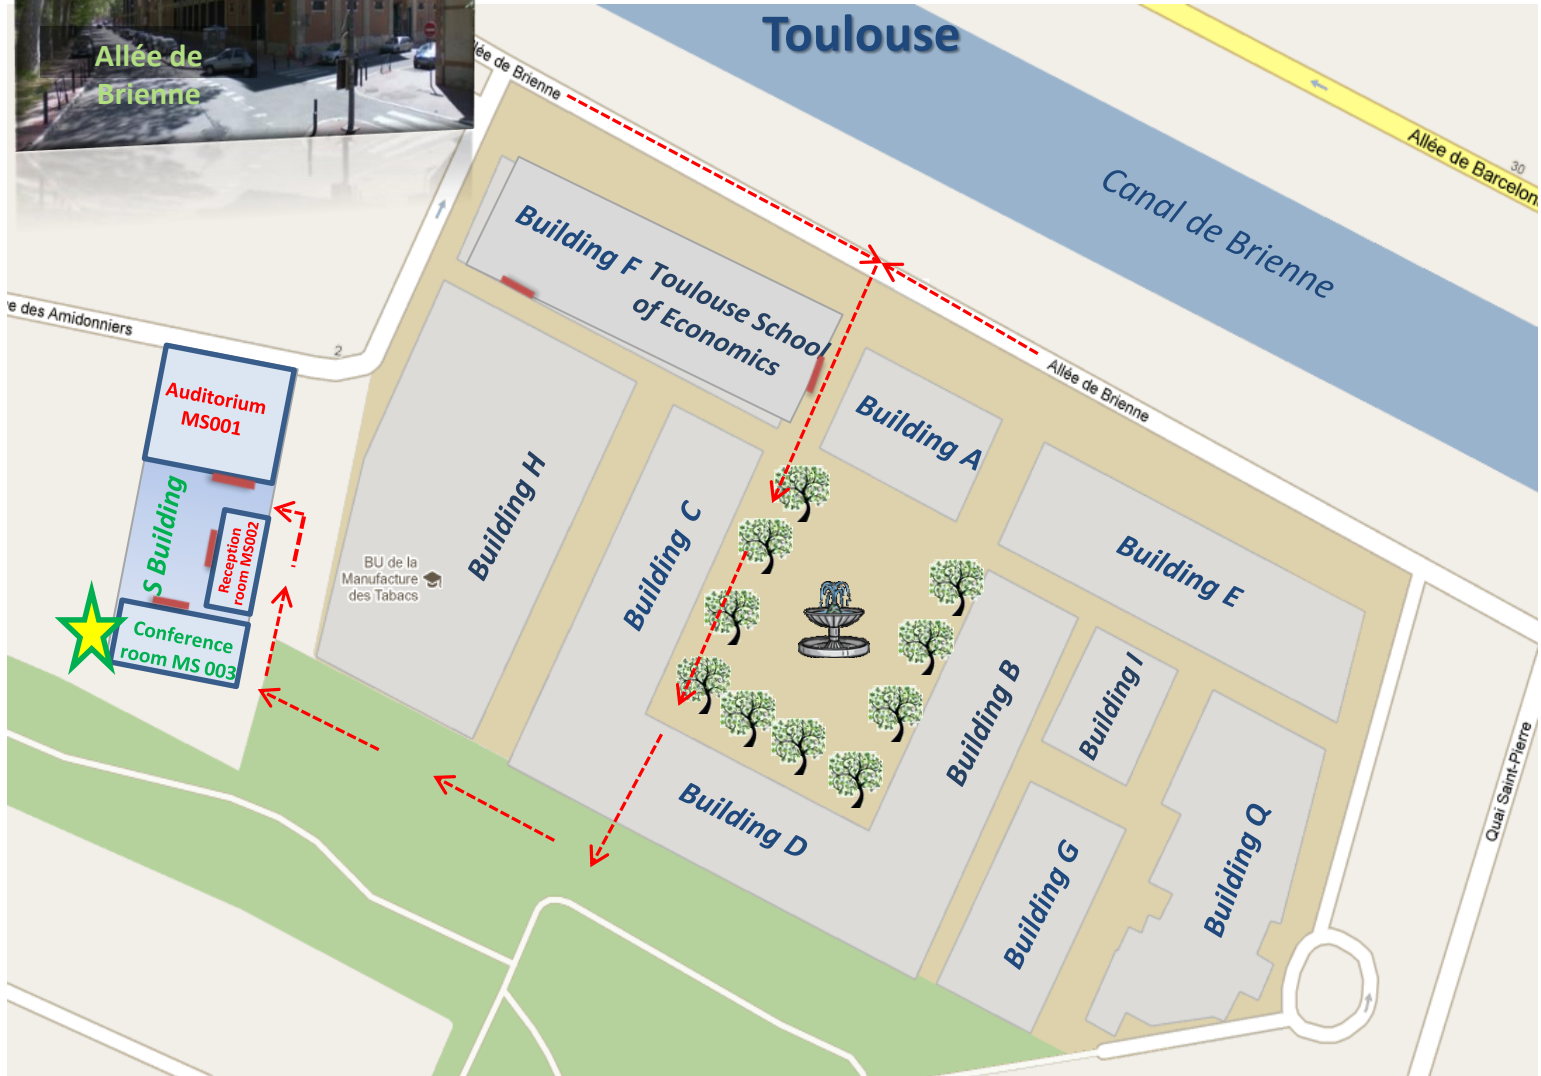 Toulouse
Allée de
Brienne
llée de Brienne
Allée de Barcelon
30
Canal de Brienne
Building F
Toulouse School
of Economics
e des Amidonniers
2
Allée de Brienne
Auditorium
MS001
Building A
Building H
Building C
S Building
Reception
room MS002
BU de la
Manufacture
des Tabacs
Building E
Conference
room MS 003
Building B
Building I
Building D
Building G
Building Q
Quai Saint-Pierre